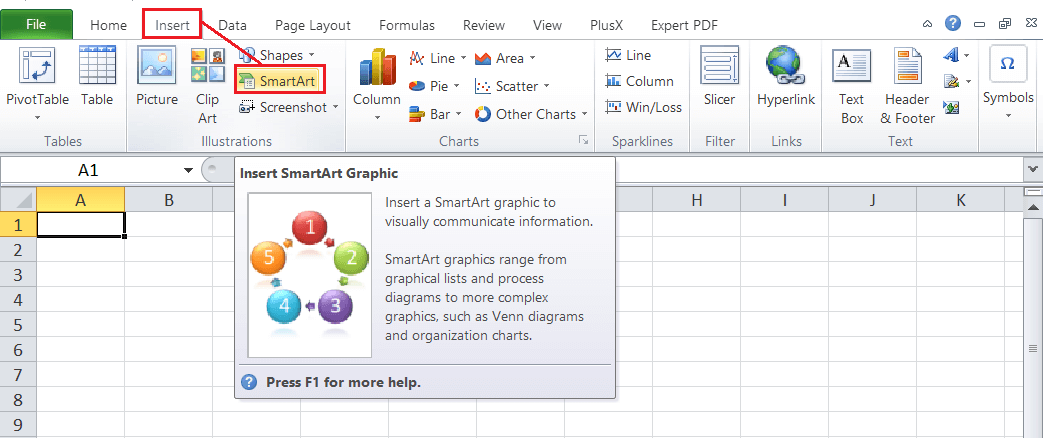 File Home Insert Data Page Layout Formulas Review View PlusX Expert PDF
PivotTable Table Picture Clip Art
Shapes
SmartArt
Screenshot
Column
Line Area
Pie Scatter
Bar Other Charts
Line
Column
Win/Loss
Slicer Hyperlink Text Box Header & Footer Symbols
Ω
A
Tables Illustrations Charts Sparklines Filter Links Text
A1
A B H I J K
1
2
3
4
5
6
7
8
9
Insert SmartArt Graphic
1
2
3
4
5
Insert a SmartArt graphic to
visually communicate information.
SmartArt graphics range from
graphical lists and process
diagrams to more complex
graphics, such as Venn diagrams
and organization charts.
Press F1 for more help.